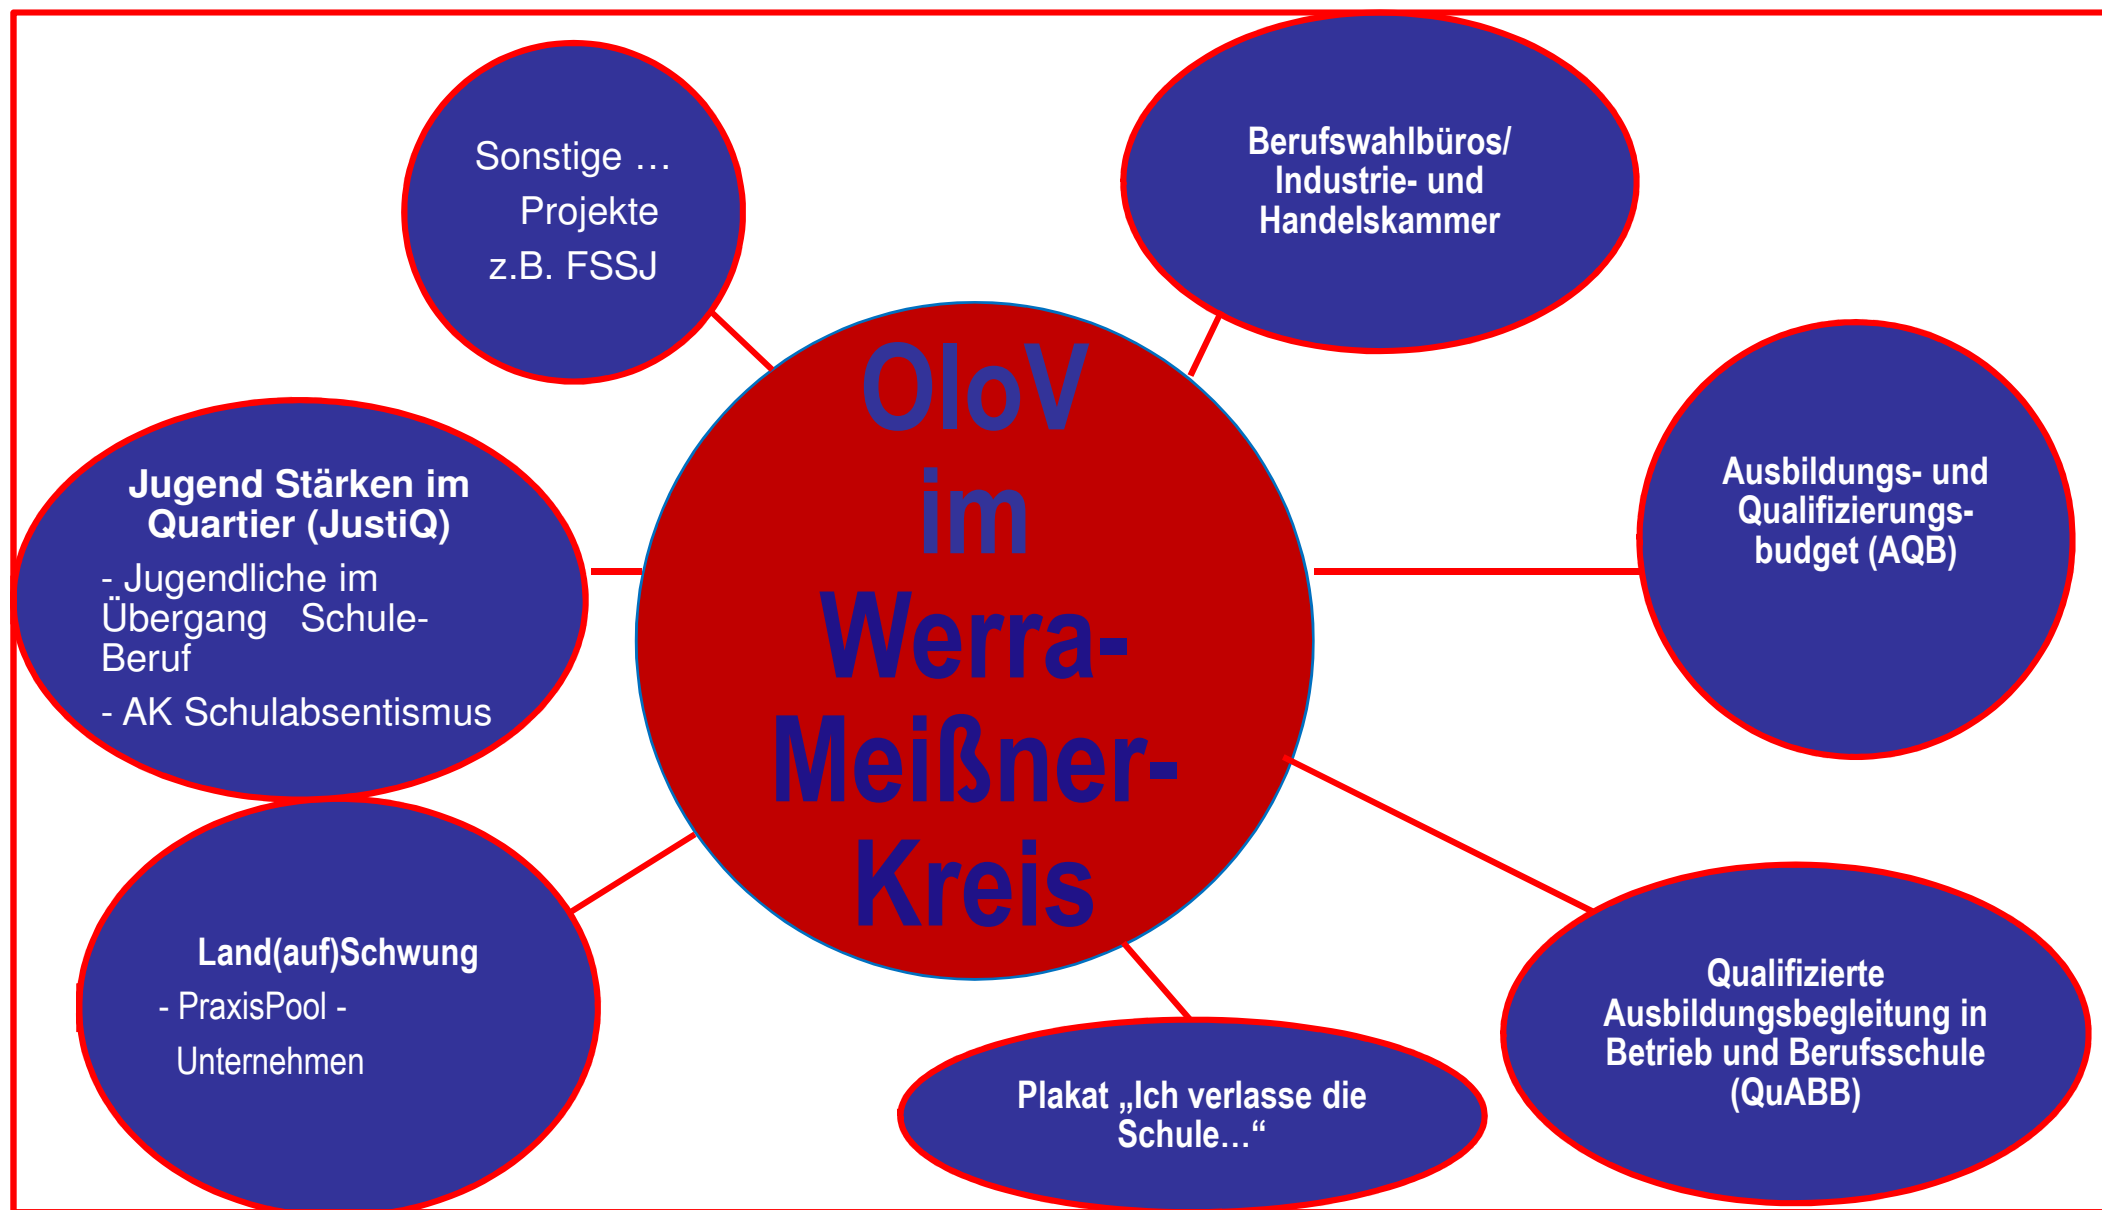 Sonstige …
Projekte
z.B. FSSJ
Berufswahlbüros/
Industrie- und
Handelskammer
OloV
im
Werra-
Meißner-
Kreis
Ausbildungs- und
Qualifizierungs-
budget (AQB)
Jugend Stärken im
Quartier (JustiQ)
- Jugendliche im
Übergang Schule-
Beruf
- AK Schulabsentismus
Land(auf)Schwung
- PraxisPool -
Unternehmen
Plakat „Ich verlasse die
Schule…“
Qualifizierte
Ausbildungsbegleitung in
Betrieb und Berufsschule
(QuABB)